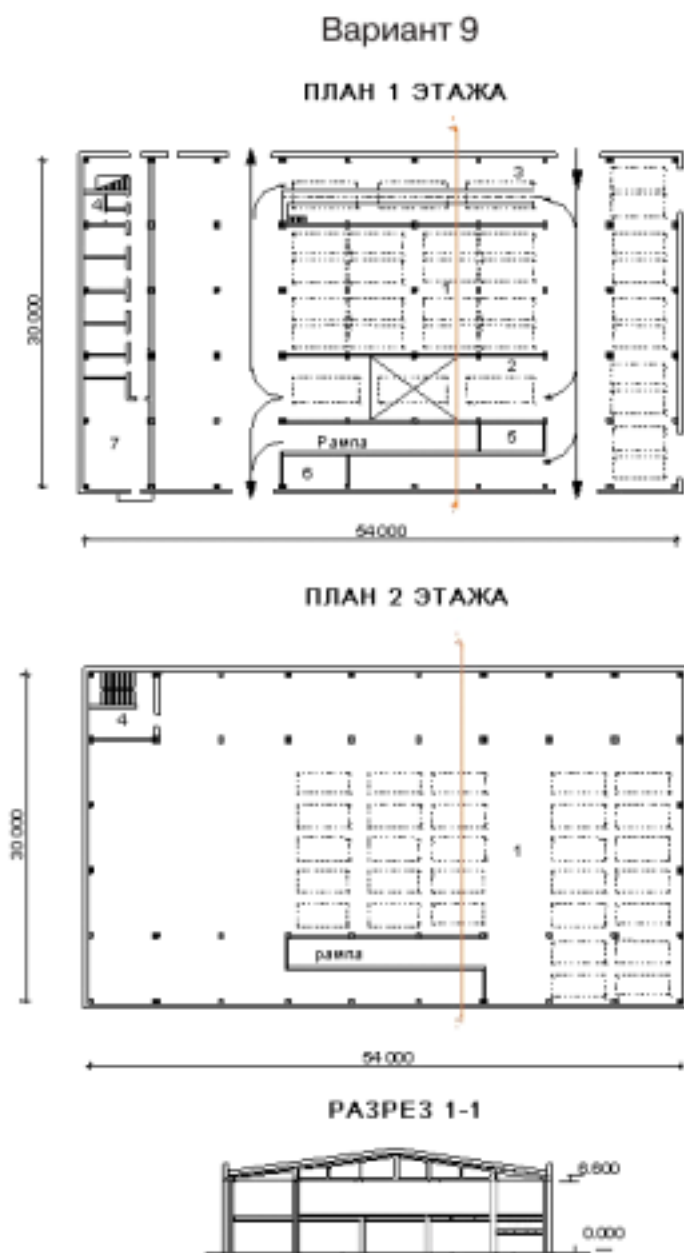 Вариант 9
ПЛАН 1 ЭТАЖА
3
4
1
30 000
2
7
Рампа
5
6
54 000
ПЛАН 2 ЭТАЖА
4
30 000
1
рампа
54 000
РАЗРЕЗ 1-1
0.000